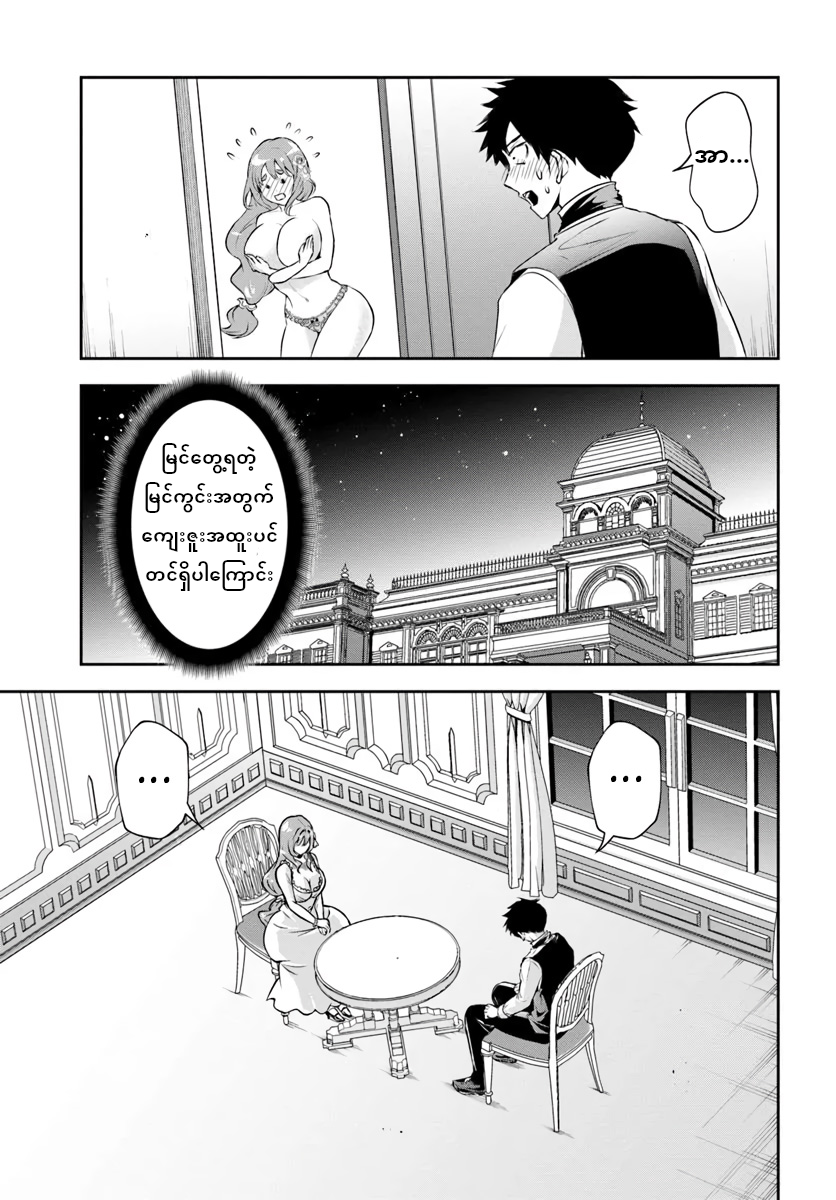 အာ...
မြင်တွေ့ရတဲ့
မြင်ကွင်းအတွက်
ကျေးဇူးအထူးပင်
တင်ရှိပါကြောင်း
...
...